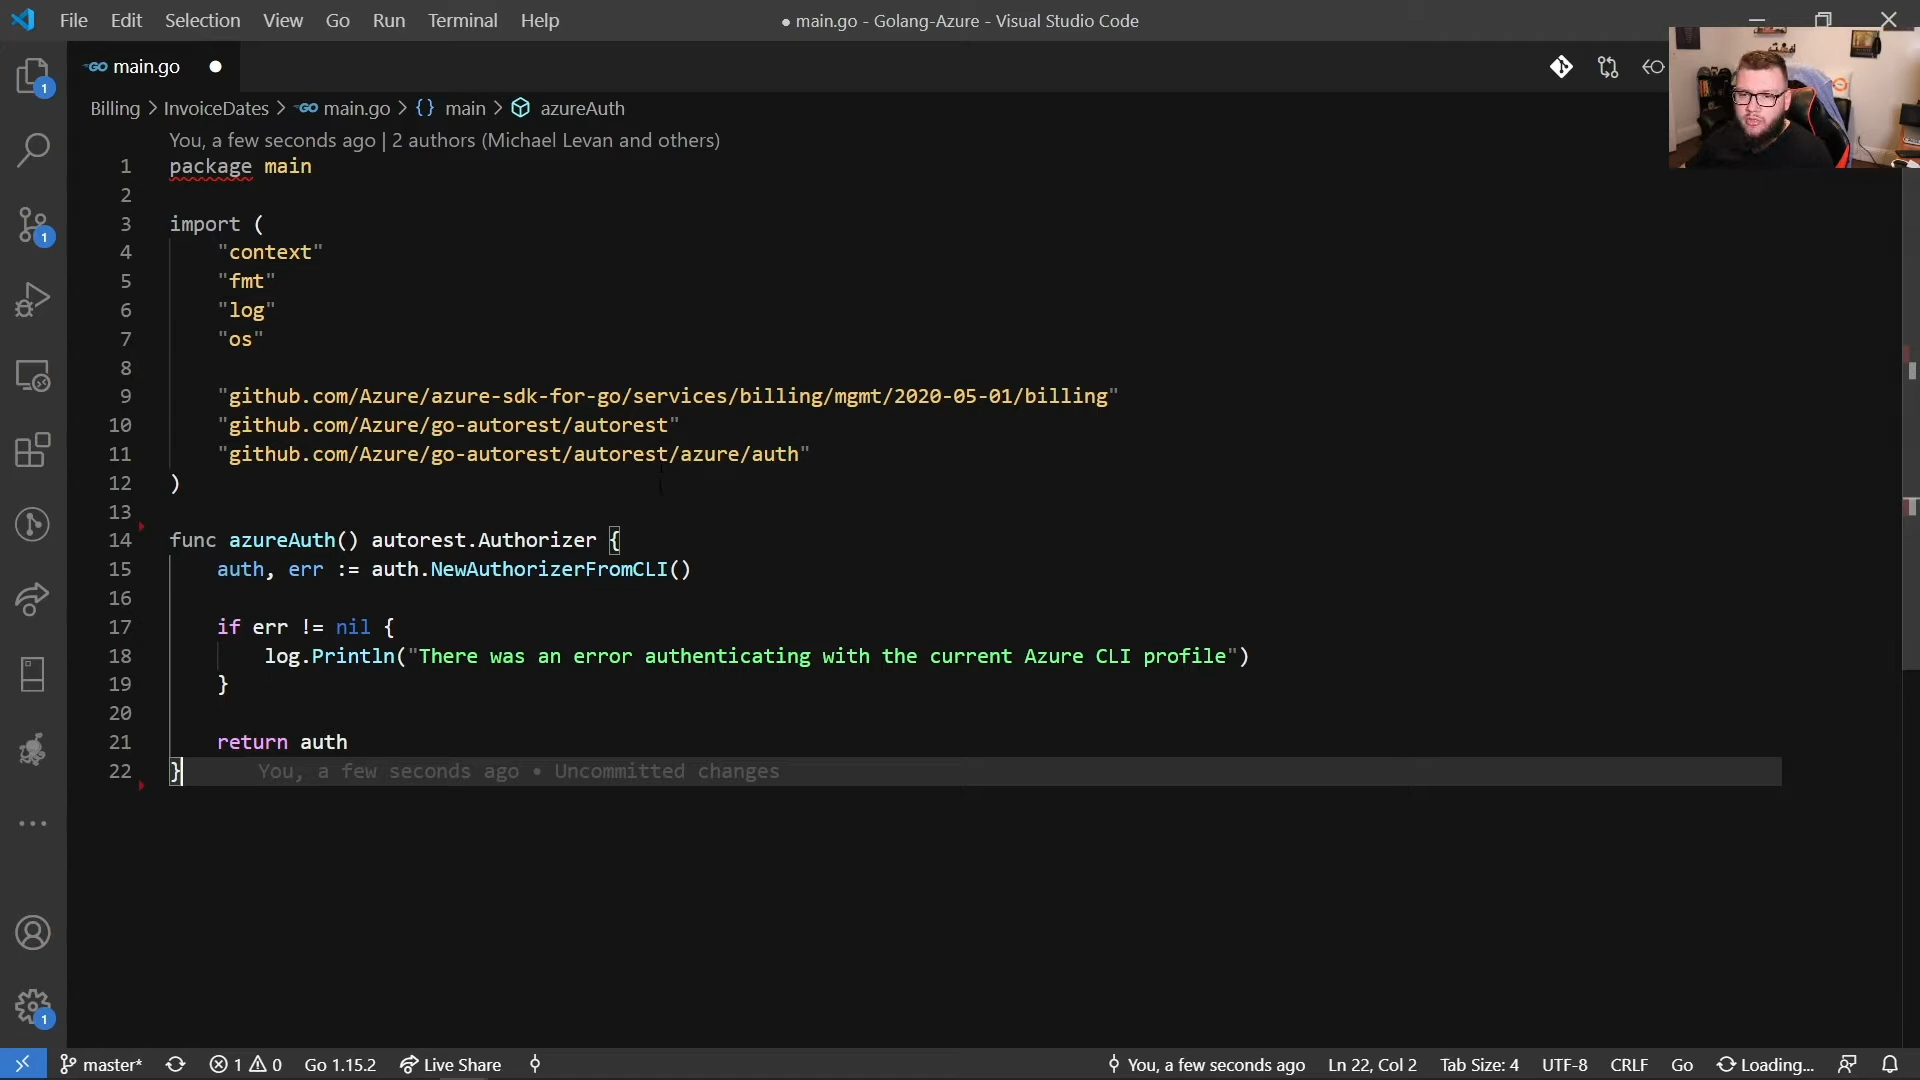 File Edit Selection View Go Run Terminal Help
● main.go - Golang-Azure - Visual Studio Code
GO main.go ●
Billing > InvoiceDates > GO main.go > {} main > azureAuth
You, a few seconds ago | 2 authors (Michael Levan and others)
1 package main
2
3 import (
4 "context"
5 "fmt"
6 "log"
7 "os"
8
9 "github.com/Azure/azure-sdk-for-go/services/billing/mgmt/2020-05-01/billing"
10 "github.com/Azure/go-autorest/autorest"
11 "github.com/Azure/go-autorest/autorest/azure/auth"
12 )
13
14 func azureAuth() autorest.Authorizer {
15 auth, err := auth.NewAuthorizerFromCLI()
16
17 if err != nil {
18 log.Println("There was an error authenticating with the current Azure CLI profile")
19 }
20
21 return auth
22 } You, a few seconds ago • Uncommitted changes
1
1
1
master* 1 0 Go 1.15.2 Live Share You, a few seconds ago Ln 22, Col 2 Tab Size: 4 UTF-8 CRLF Go Loading...